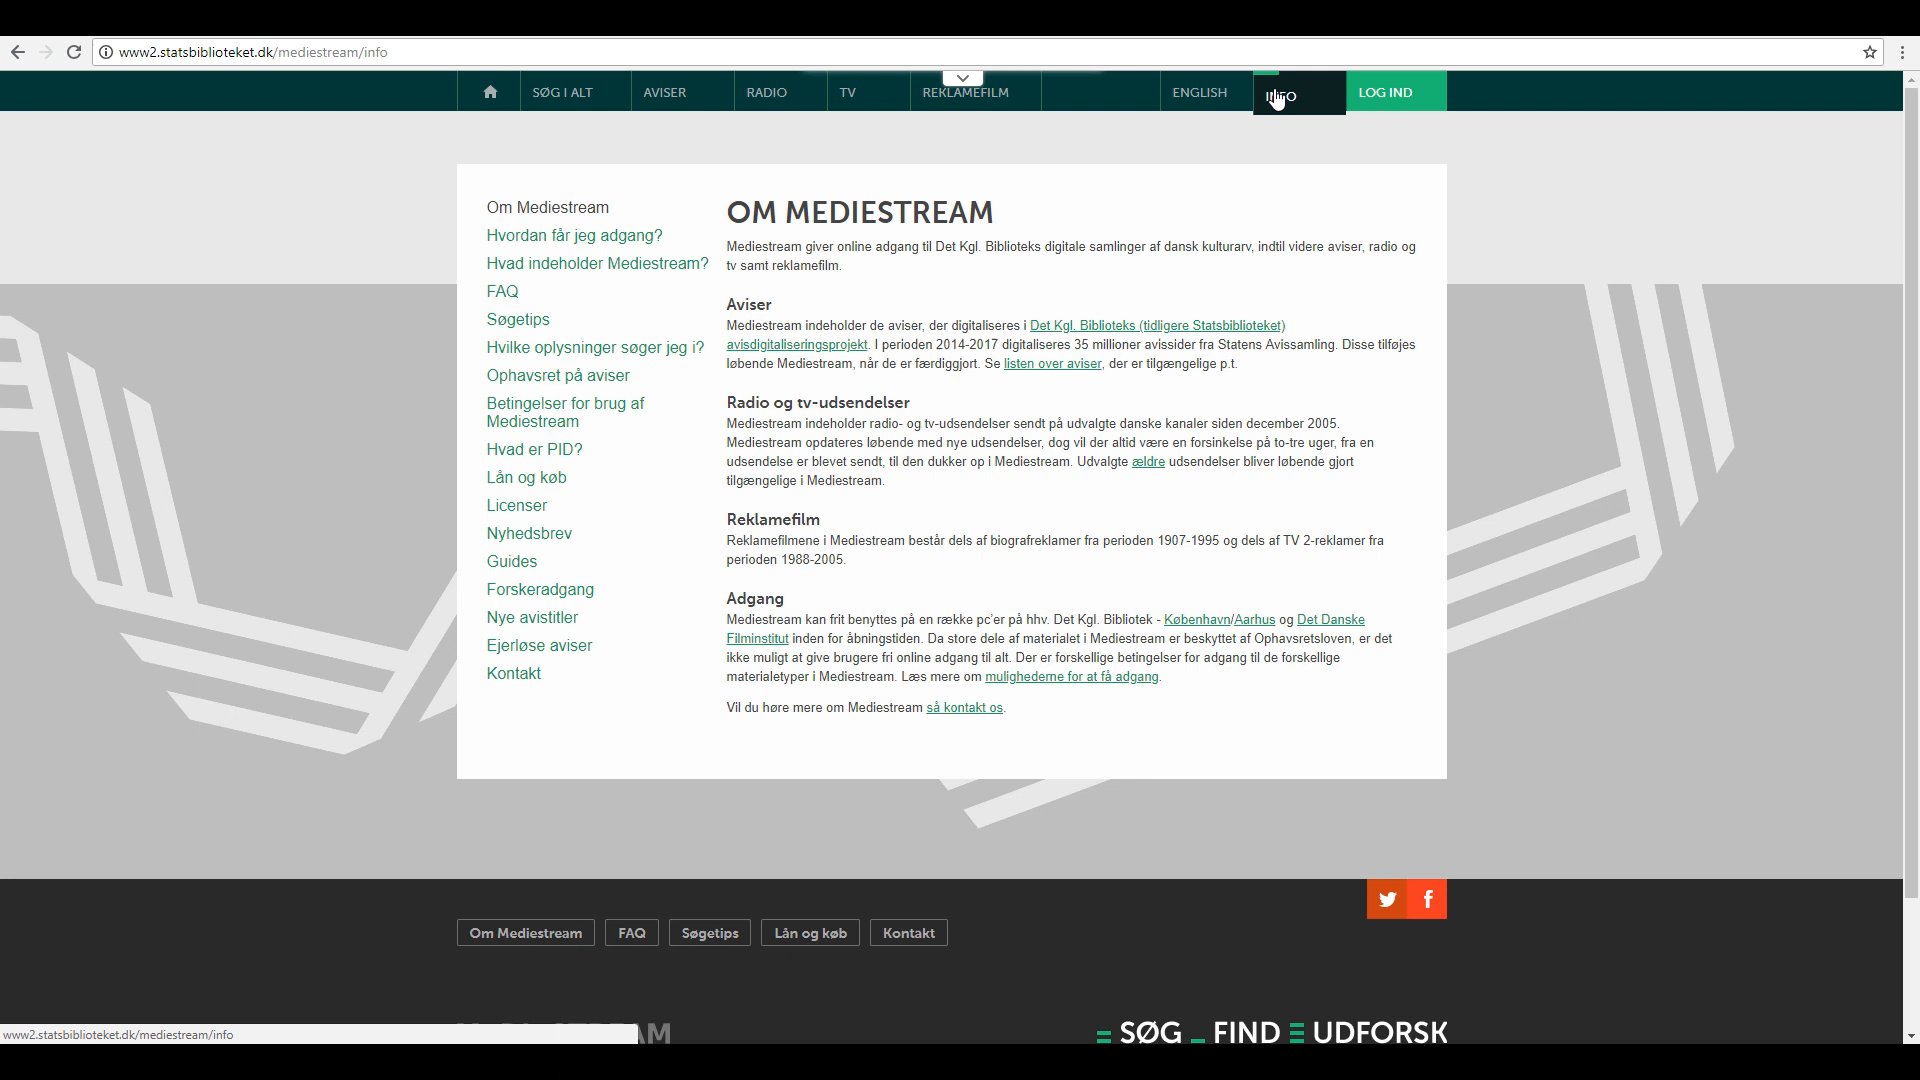 www2.statsbiblioteket.dk/mediestream/info
SØG I ALT
AVISER
RADIO
TV
REKLAMEFILM
ENGLISH
LOG IND
Om Mediestream
Hvordan får jeg adgang?
Hvad indeholder Mediestream?
FAQ
Søgetips
Hvilke oplysninger søger jeg i?
Ophavsret på aviser
Betingelser for brug af
Mediestream
Hvad er PID?
Lån og køb
Licenser
Nyhedsbrev
Guides
Forskeradgang
Nye avistitler
Ejerløse aviser
Kontakt
OM MEDIESTREAM
Mediestream giver online adgang til Det Kgl. Biblioteks digitale samlinger af dansk kulturarv, indtil videre aviser, radio og
tv samt reklamefilm.
Aviser
Mediestream indeholder de aviser, der digitaliseres i Det Kgl. Biblioteks (tidligere Statsbiblioteket)
avisdigitaliseringsprojekt. I perioden 2014-2017 digitaliseres 35 millioner avissider fra Statens Avissamling. Disse tilføjes
løbende Mediestream, når de er færdiggjort. Se listen over aviser, der er tilgængelige p.t.
Radio og tv-udsendelser
Mediestream indeholder radio- og tv-udsendelser sendt på udvalgte danske kanaler siden december 2005.
Mediestream opdateres løbende med nye udsendelser, dog vil der altid være en forsinkelse på to-tre uger, fra en
udsendelse er blevet sendt, til den dukker op i Mediestream. Udvalgte ældre udsendelser bliver løbende gjort
tilgængelige i Mediestream.
Reklamefilm
Reklamefilmene i Mediestream består dels af biografreklamer fra perioden 1907-1995 og dels af TV 2-reklamer fra
perioden 1988-2005.
Adgang
Mediestream kan frit benyttes på en række pc'er på hhv. Det Kgl. Bibliotek - København/Aarhus og Det Danske
Filminstitut inden for åbningstiden. Da store dele af materialet i Mediestream er beskyttet af Ophavsretsloven, er det
ikke muligt at give brugere fri online adgang til alt. Der er forskellige betingelser for adgang til de forskellige
materialetyper i Mediestream. Læs mere om mulighederne for at få adgang.
Vil du høre mere om Mediestream så kontakt os.
Om Mediestream
FAQ
Søgetips
Lån og køb
Kontakt
SØG FIND UDFORSK
www2.statsbiblioteket.dk/mediestream/info